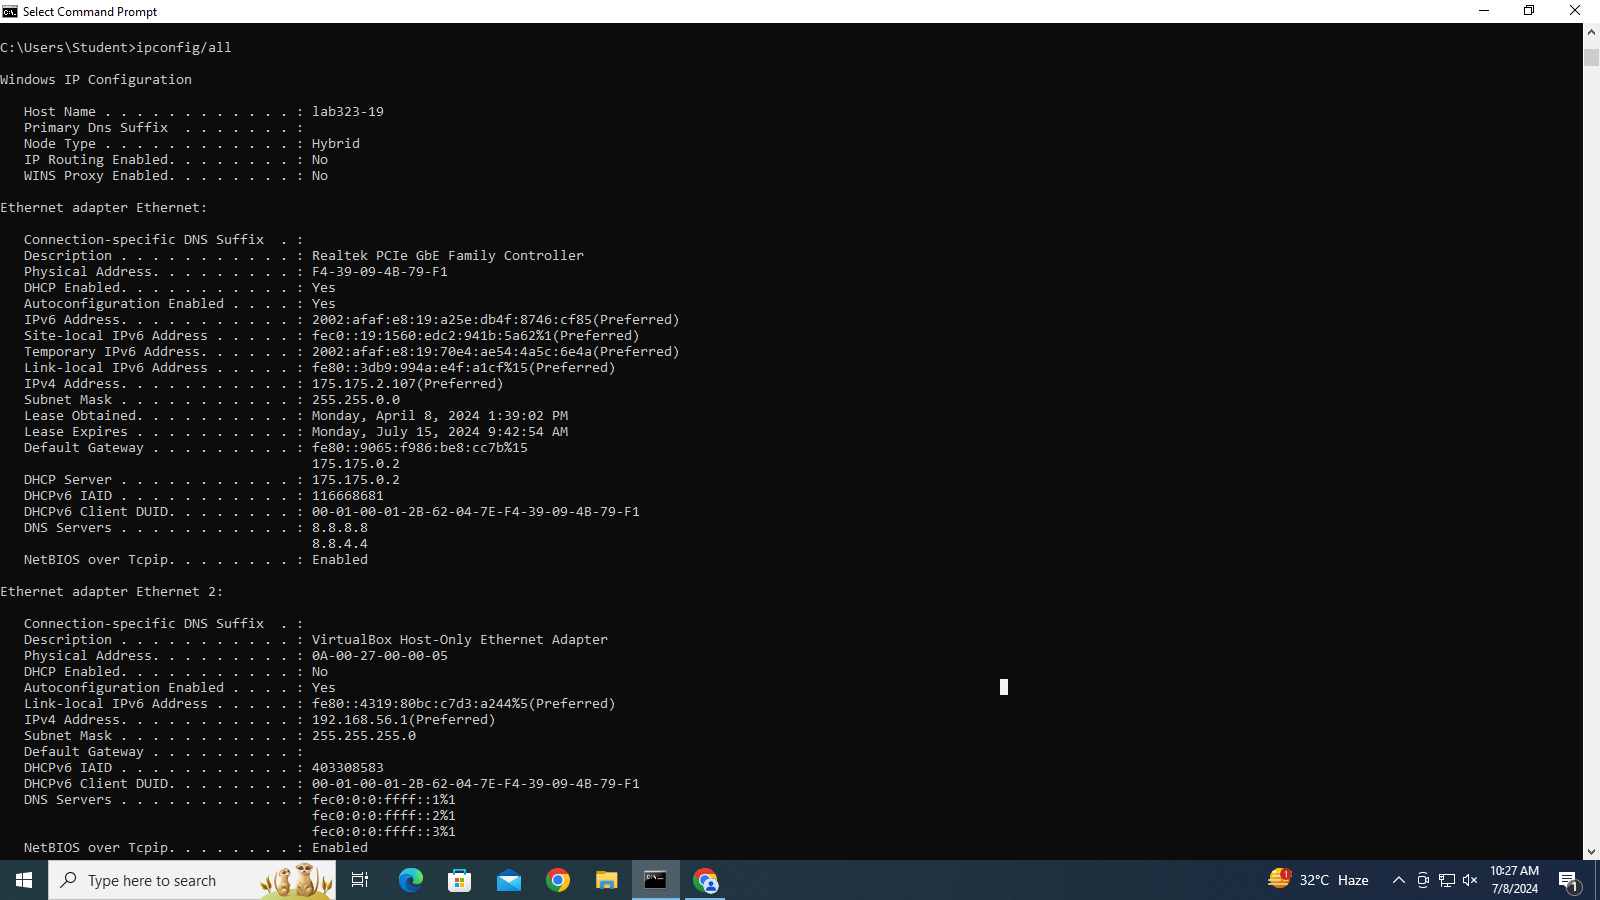 Select Command Prompt
C:\Users\Student>ipconfig/all
Windows IP Configuration
Host Name . . . . . . . . . . . . : lab323-19
Primary Dns Suffix  . . . . . . . :
Node Type . . . . . . . . . . . . : Hybrid
IP Routing Enabled. . . . . . . . : No
WINS Proxy Enabled. . . . . . . . : No
Ethernet adapter Ethernet:
Connection-specific DNS Suffix  . :
Description . . . . . . . . . . . : Realtek PCIe GbE Family Controller
Physical Address. . . . . . . . . : F4-39-09-4B-79-F1
DHCP Enabled. . . . . . . . . . . : Yes
Autoconfiguration Enabled . . . . : Yes
IPv6 Address. . . . . . . . . . . : 2002:afaf:e8:19:a25e:db4f:8746:cf85(Preferred)
Site-local IPv6 Address . . . . . : fec0::19:1560:edc2:941b:5a62%1(Preferred)
Temporary IPv6 Address. . . . . . : 2002:afaf:e8:19:70e4:ae54:4a5c:6e4a(Preferred)
Link-local IPv6 Address . . . . . : fe80::3db9:994a:e4f:a1cf%15(Preferred)
IPv4 Address. . . . . . . . . . . : 175.175.2.107(Preferred)
Subnet Mask . . . . . . . . . . . : 255.255.0.0
Lease Obtained. . . . . . . . . . : Monday, April 8, 2024 1:39:02 PM
Lease Expires . . . . . . . . . . : Monday, July 15, 2024 9:42:54 AM
Default Gateway . . . . . . . . . : fe80::9065:f986:be8:cc7b%15
175.175.0.2
DHCP Server . . . . . . . . . . . : 175.175.0.2
DHCPv6 IAID . . . . . . . . . . . : 116668681
DHCPv6 Client DUID. . . . . . . . : 00-01-00-01-2B-62-04-7E-F4-39-09-4B-79-F1
DNS Servers . . . . . . . . . . . : 8.8.8.8
8.8.4.4
NetBIOS over Tcpip. . . . . . . . : Enabled
Ethernet adapter Ethernet 2:
Connection-specific DNS Suffix  . :
Description . . . . . . . . . . . : VirtualBox Host-Only Ethernet Adapter
Physical Address. . . . . . . . . : 0A-00-27-00-00-05
DHCP Enabled. . . . . . . . . . . : No
Autoconfiguration Enabled . . . . : Yes
Link-local IPv6 Address . . . . . : fe80::4319:80bc:c7d3:a244%5(Preferred)
IPv4 Address. . . . . . . . . . . : 192.168.56.1(Preferred)
Subnet Mask . . . . . . . . . . . : 255.255.255.0
Default Gateway . . . . . . . . . :
DHCPv6 IAID . . . . . . . . . . . : 403308583
DHCPv6 Client DUID. . . . . . . . : 00-01-00-01-2B-62-04-7E-F4-39-09-4B-79-F1
DNS Servers . . . . . . . . . . . : fec0:0:0:ffff::1%1
fec0:0:0:ffff::2%1
fec0:0:0:ffff::3%1
NetBIOS over Tcpip. . . . . . . . : Enabled
Type here to search
1
32°C Haze
10:27 AM
7/8/2024
1